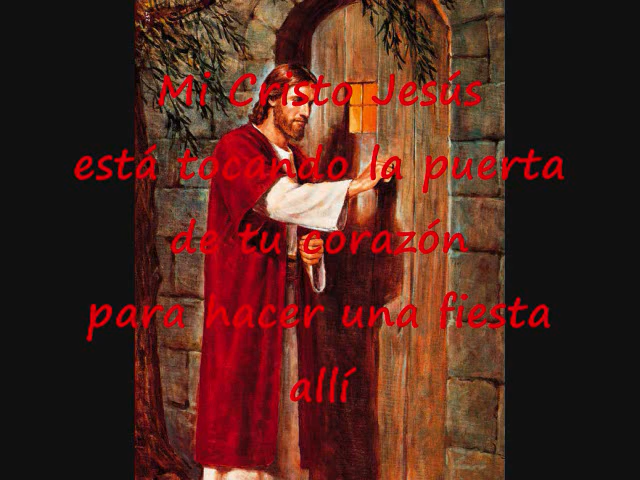 Mi Cristo Jesús
está tocando la puerta
de tu corazón
para hacer una fiesta
allí